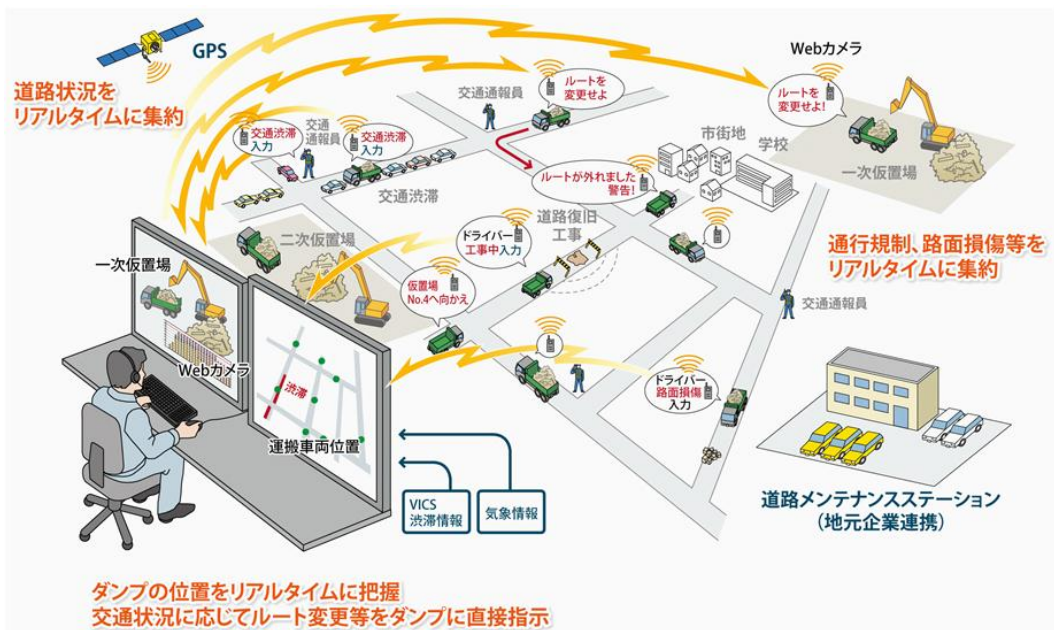 GPS
Webカメラ
道路状況を
リアルタイムに集約
交通通報員
ルートを
変更せよ
ルートを
変更せよ!
交通渋滞
入力
交通
通報員
交通渋滞
入力
市街地
学校
一次仮置場
交通渋滞
ルートが外れました
警告!
二次仮置場
ドライバー
工事中入力
道路復旧
工事
通行規制、路面損傷等を
リアルタイムに集約
一次仮置場
仮置場
No.4へ向かえ
交通通報員
Webカメラ
渋滞
運搬車両位置
ドライバー
路面損傷
入力
VICS
渋滞情報
気象情報
道路メンテナンスステーション
(地元企業連携)
ダンプの位置をリアルタイムに把握
交通状況に応じてルート変更等をダンプに直接指示